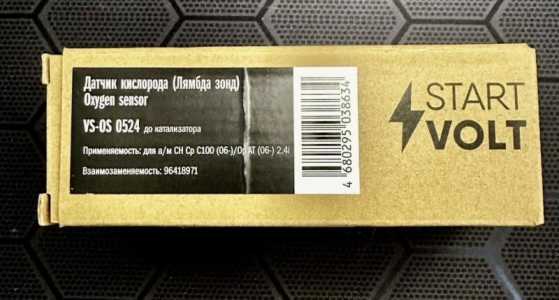 Датчик кислорода (Лямбда зонд)
Oxygen sensor
VS-OS 0524 до катализатора
Применяемость: для а/м CH Cp C100 (06-)/Op AT (06-) 2.4i
Взаимозаменяемость: 96418971
4 680295 038634
START
VOLT